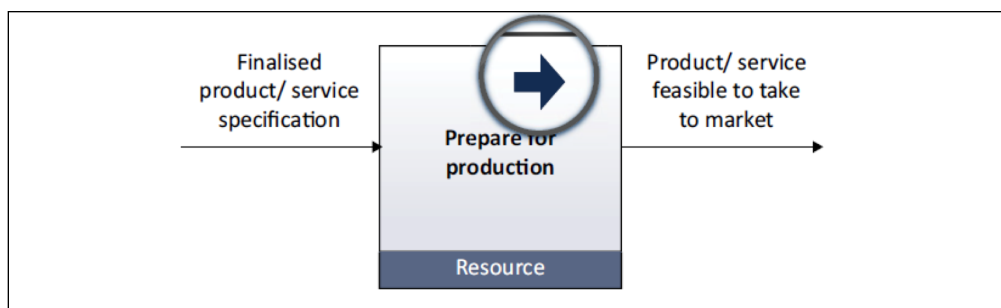 Finalised
product/ service
specification
Prepare for
production
Resource
Product/ service
feasible to take
to market